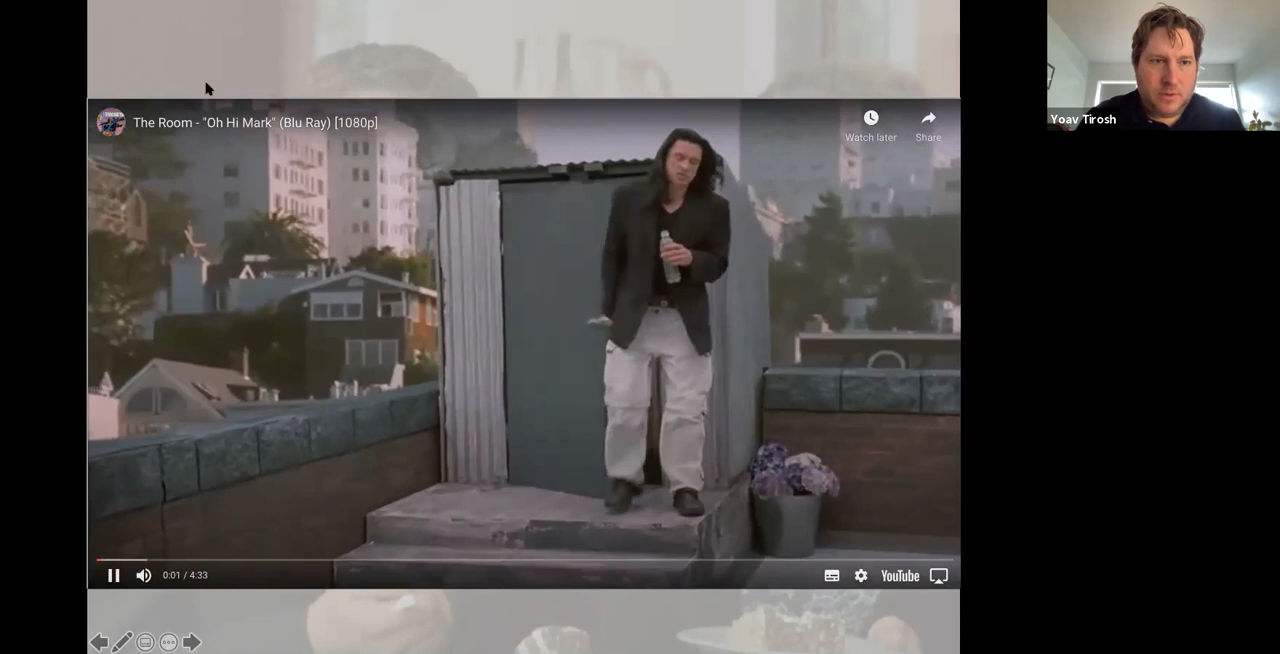 The Room - "Oh Hi Mark" (Blu Ray) [1080p]
Watch later
Share
Yoav Tirosh
0:01 / 4:33
YouTube